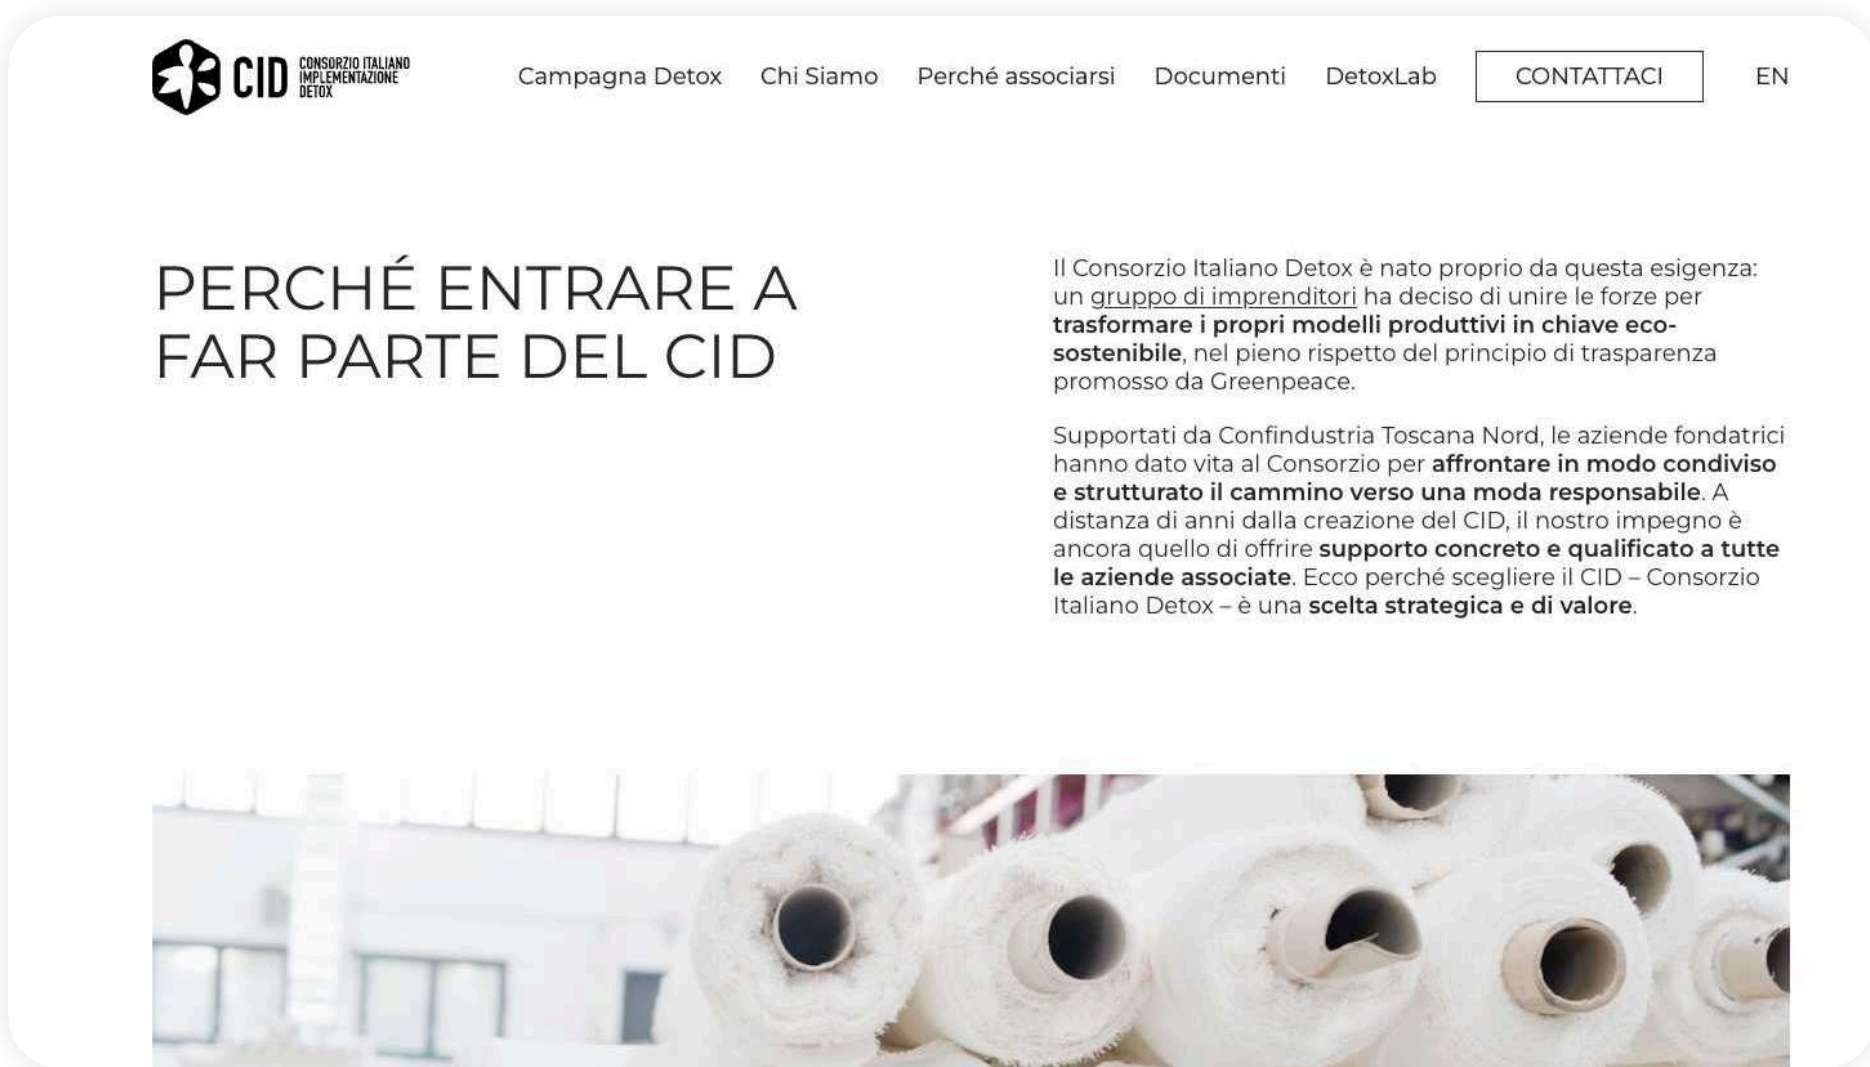 CID
CONSORZIO ITALIANO
IMPLEMENTAZIONE
DETOX
Campagna Detox
Chi Siamo
Perché associarsi
Documenti
DetoxLab
CONTATTACI
EN
PERCHÉ ENTRARE A
FAR PARTE DEL CID
Il Consorzio Italiano Detox è nato proprio da questa esigenza:
un gruppo di imprenditori ha deciso di unire le forze per
trasformare i propri modelli produttivi in chiave eco-
sostenibile, nel pieno rispetto del principio di trasparenza
promosso da Greenpeace.
Supportati da Confindustria Toscana Nord, le aziende fondatrici
hanno dato vita al Consorzio per affrontare in modo condiviso
e strutturato il cammino verso una moda responsabile. A
distanza di anni dalla creazione del CID, il nostro impegno è
ancora quello di offrire supporto concreto e qualificato a tutte
le aziende associate. Ecco perché scegliere il CID – Consorzio
Italiano Detox – è una scelta strategica e di valore.